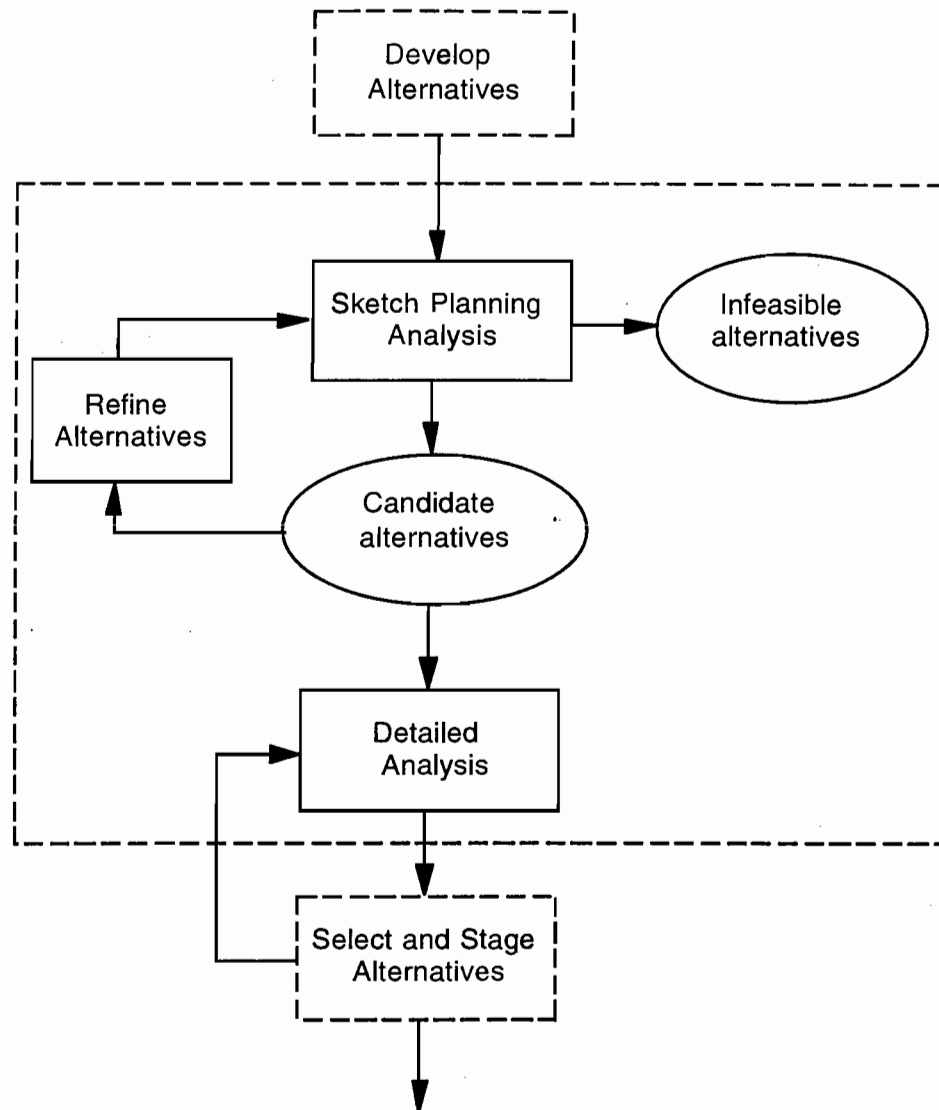 Develop
Alternatives
Sketch Planning
Analysis
Infeasible
alternatives
Refine
Alternatives
Candidate
alternatives
Detailed
Analysis
Select and Stage
Alternatives